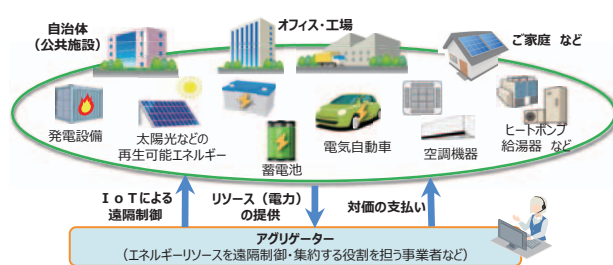 自治体
（公共施設）
オフィス・工場
ご家庭 など
発電設備
太陽光などの
再生可能エネルギー
蓄電池
電気自動車
空調機器
ヒートポンプ
給湯器 など
ＩｏＴによる
遠隔制御
リソース（電力）
の提供
対価の支払い
アグリゲーター
（エネルギーリソースを遠隔制御・集約する役割を担う事業者など）